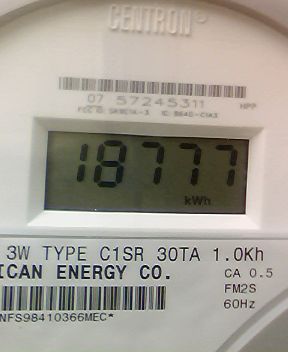 CENTRON
07 57245311
HPP
18777
kWh
3W TYPE C1SR 30TA 1.0Kh
ICAN ENERGY CO.
CA 0.5
FM2S
60Hz
NFS98410366MEC*